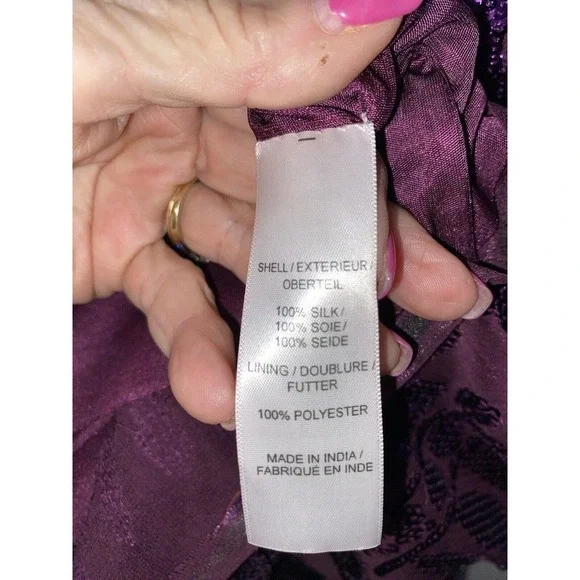 SHELL / EXTERIEUR /
OBERTEIL
100% SILK /
100% SOIE /
100% SEIDE
LINING / DOUBLURE /
FUTTER
100% POLYESTER
MADE IN INDIA /
FABRIQUÉ EN INDE